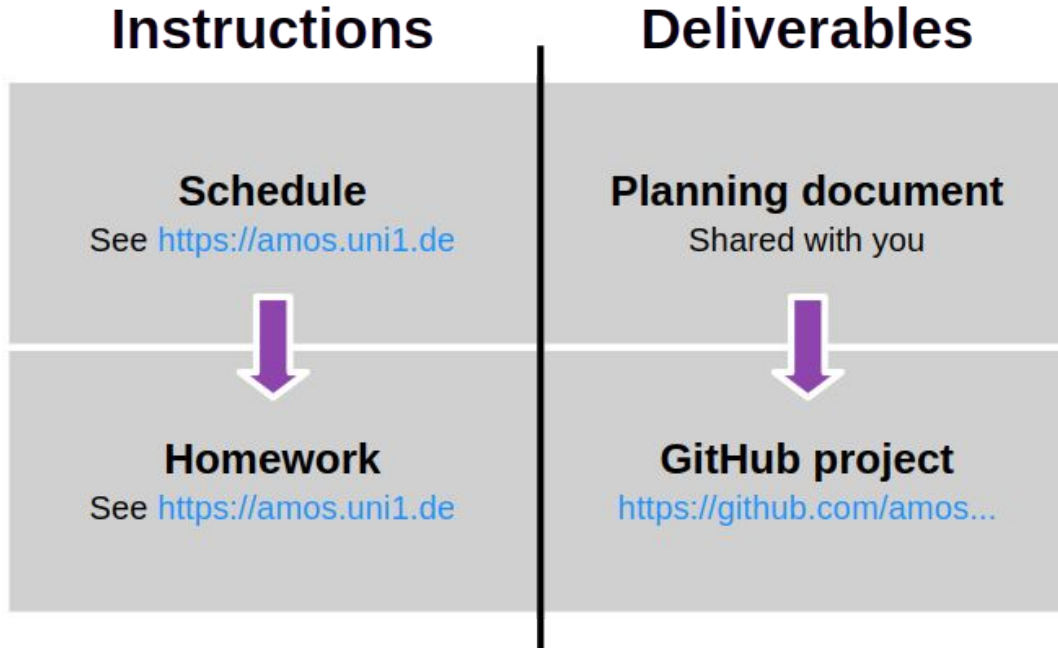 Instructions
Deliverables
Schedule
See https://amos.uni1.de
Planning document
Shared with you
Homework
See https://amos.uni1.de
GitHub project
https://github.com/amos...